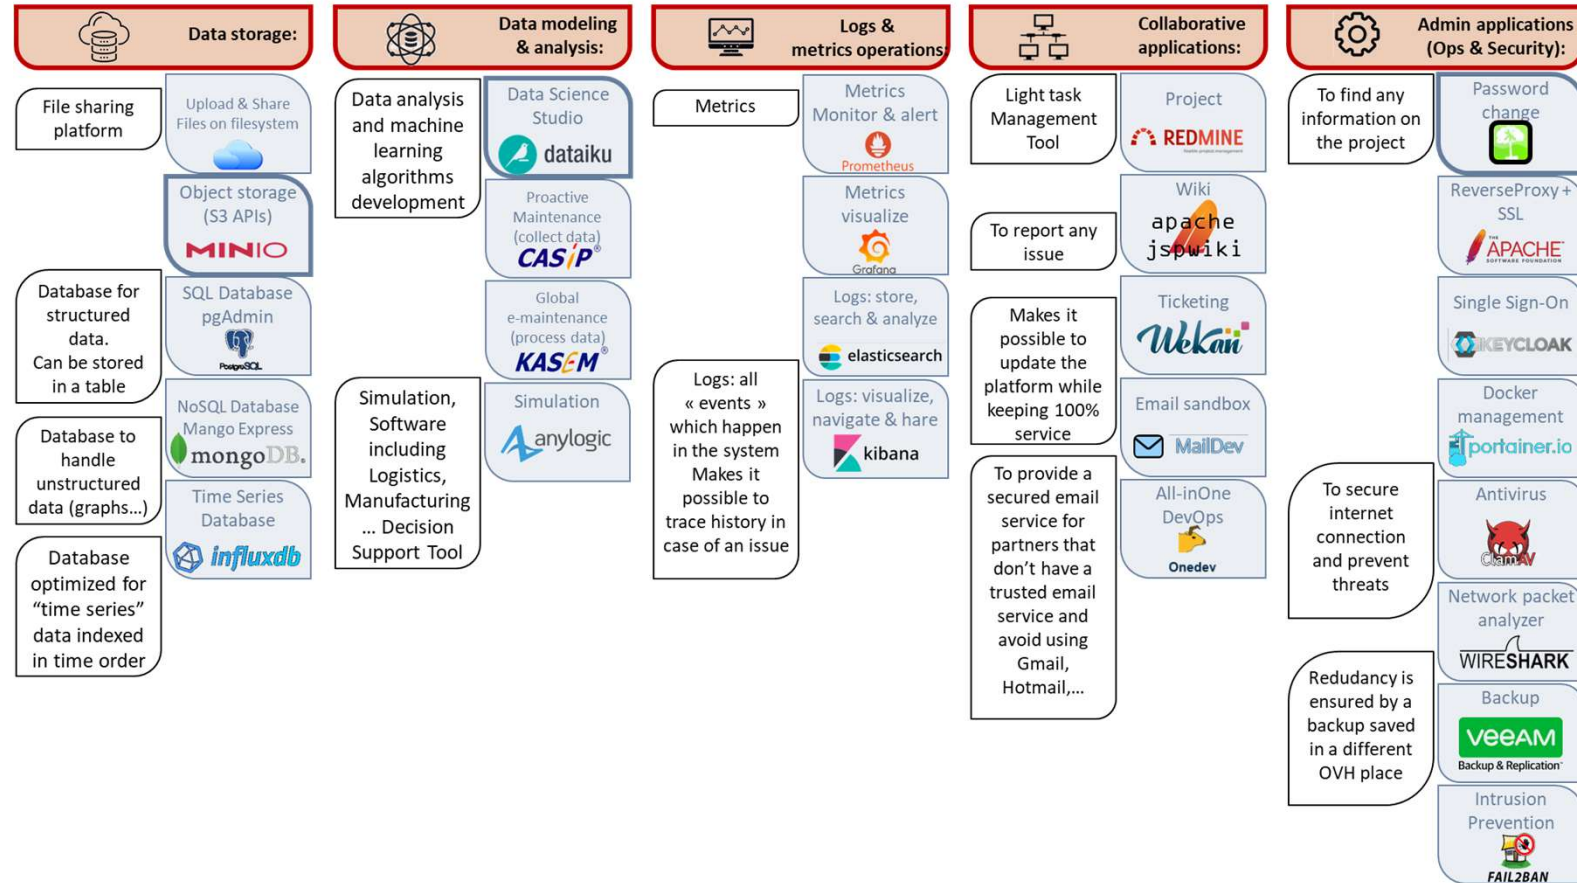 Data storage:
File sharing
platform
Upload & Share
Files on filesystem
Object storage
(S3 APIs)
MINIO
Database for
structured
data.
Can be stored
in a table
SQL Database
pgAdmin
PostgreSQL
NoSQL Database
Mango Express
mongoDB.
Database to
handle
unstructured
data (graphs...)
Time Series
Database
influxdb
Database
optimized for
“time series”
data indexed
in time order
Data modeling
& analysis:
Data analysis
and machine
learning
algorithms
development
Data Science
Studio
dataiku
Proactive
Maintenance
(collect data)
CASIP®
Global
e-maintenance
(process data)
KASEM®
Simulation,
Software
including
Logistics,
Manufacturing
... Decision
Support Tool
Simulation
anylogic
Logs &
metrics operations:
Metrics
Metrics
Monitor & alert
Prometheus
Metrics
visualize
Grafana
Logs: store,
search & analyze
elasticsearch
Logs: all
« events »
which happen
in the system
Makes it
possible to
trace history in
case of an issue
Logs: visualize,
navigate & hare
kibana
Collaborative
applications:
Light task
Management
Tool
Project
REDMINE
flexible project management
Wiki
apache
jspwiki
To report any
issue
Ticketing
Wekan
Makes it
possible to
update the
platform while
keeping 100%
service
Email sandbox
MailDev
To provide a
secured email
service for
partners that
don’t have a
trusted email
service and
avoid using
Gmail,
Hotmail,...
All-inOne
DevOps
Onedev
Admin applications
(Ops & Security):
To find any
information on
the project
Password
change
ReverseProxy +
SSL
THE
APACHE™
SOFTWARE FOUNDATION
Single Sign-On
KEYCLOAK
Docker
management
portainer.io
To secure
internet
connection
and prevent
threats
Antivirus
ClamAV
Network packet
analyzer
WIRESHARK
Redudancy is
ensured by a
backup saved
in a different
OVH place
Backup
veeAM
Backup & Replication™
Intrusion
Prevention
FAIL2BAN